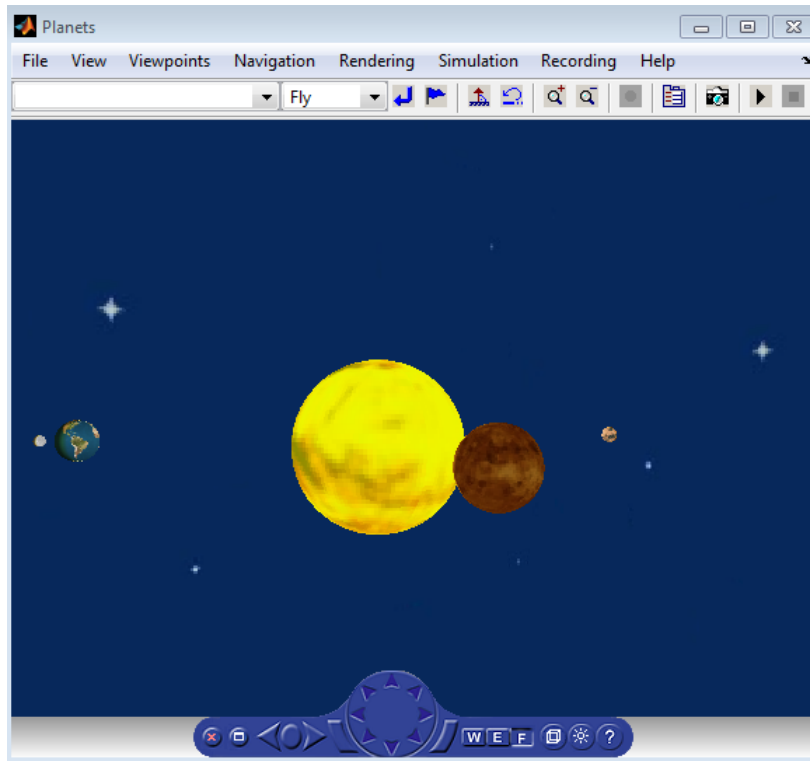 Planets
File View Viewpoints Navigation Rendering Simulation Recording Help
Fly
W E F ?